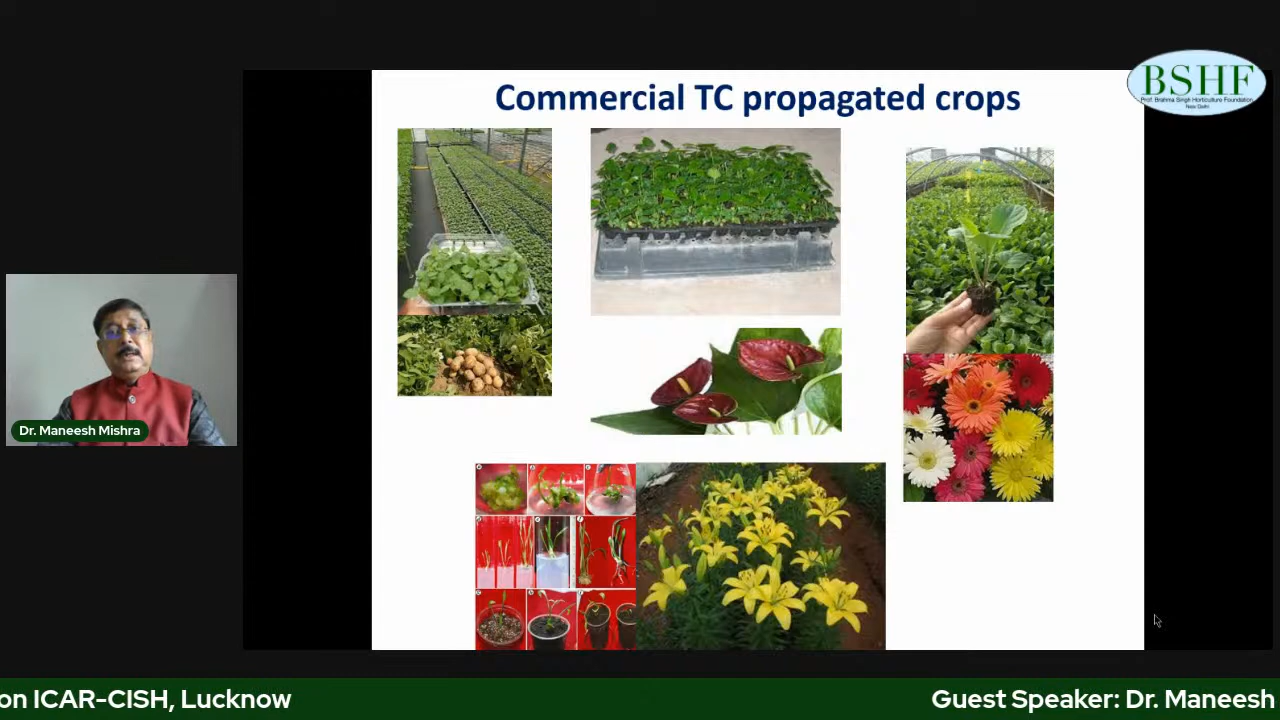 Commercial TC propagated crops
BSHF
Prof. Brahma Singh Horticulture Foundation
New Delhi
Dr. Maneesh Mishra
on ICAR-CISH, Lucknow
Guest Speaker: Dr. Maneesh